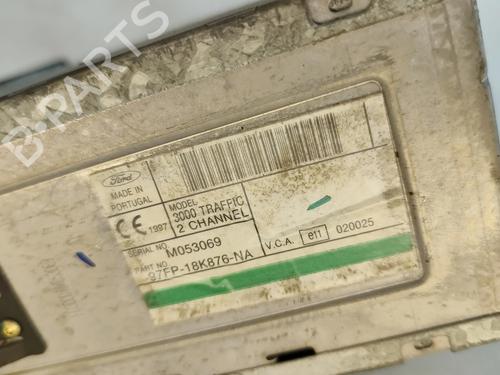 B-PARTS
Ford
MADE IN
PORTUGAL
CE 1997
MODEL
3000 TRAFFIC
2 CHANNEL
SERIAL NO
M053069
PART NO
97FP-18K876-NA
V.C.A. e11 020025